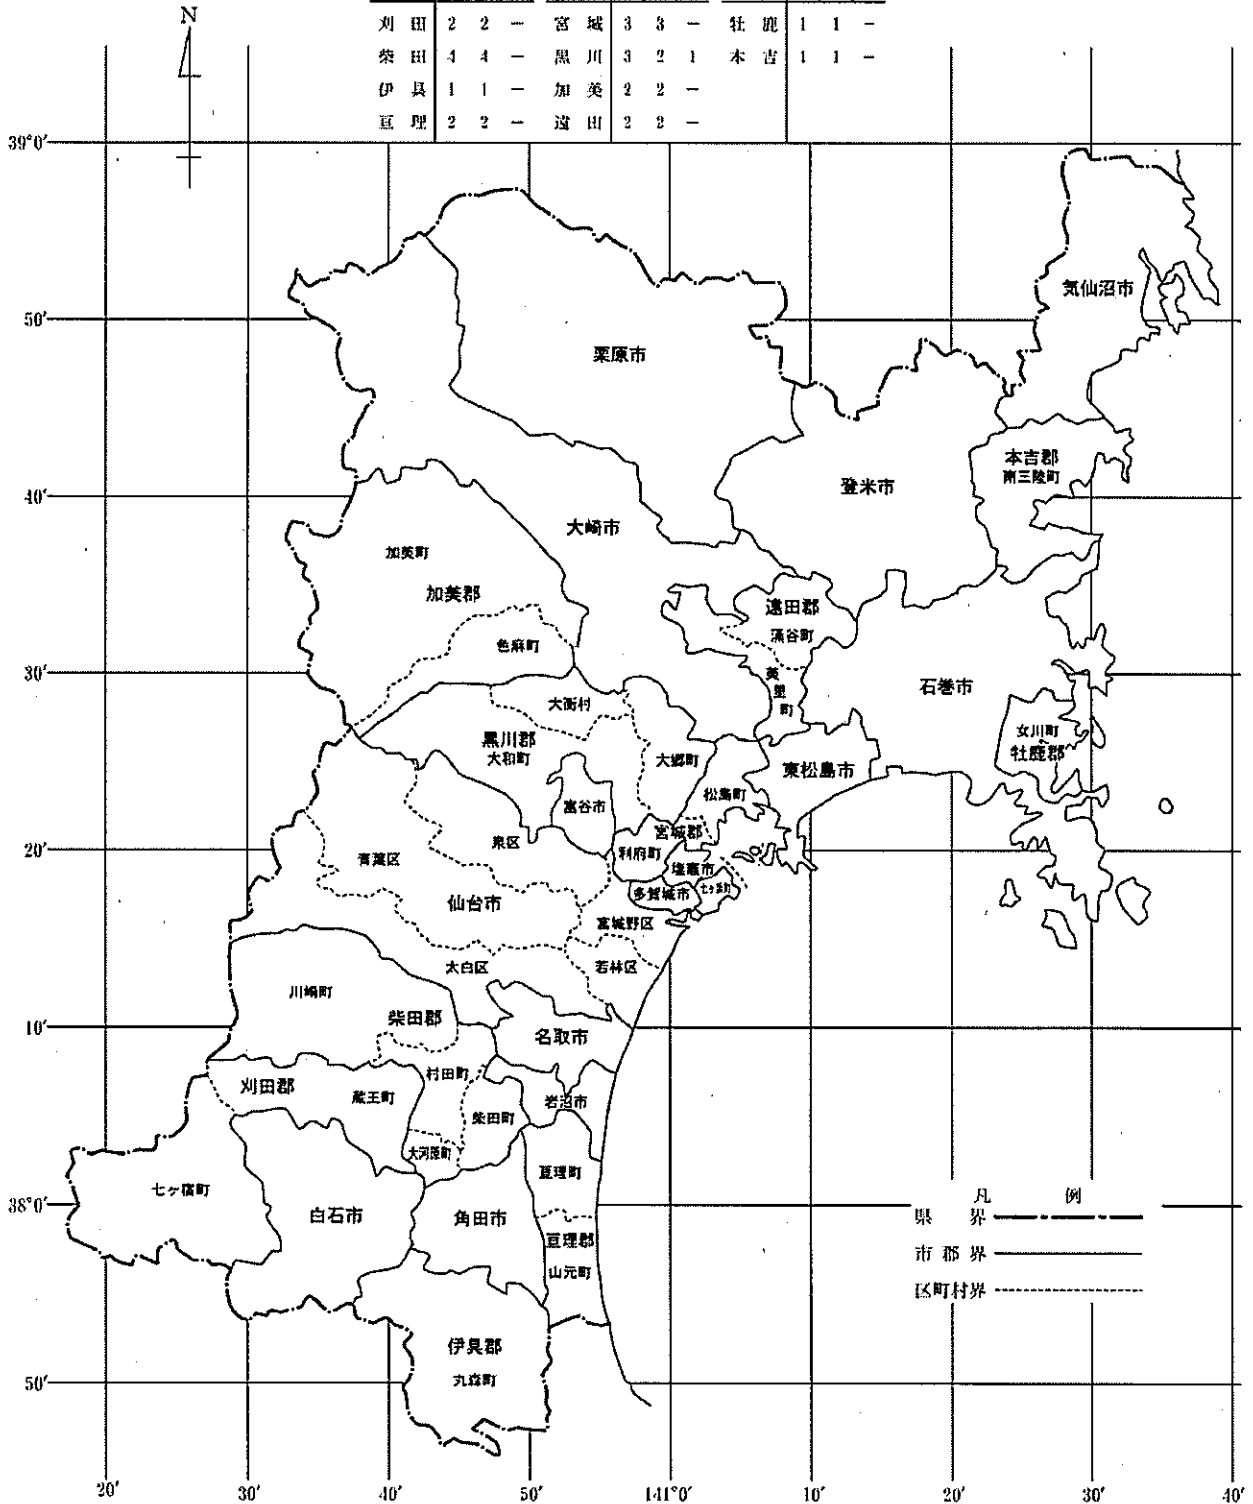 N
刈田 2 2 － 宮城 3 3 － 牡鹿 1 1 －
柴田 4 4 － 黒川 3 2 1 本吉 1 1 －
伊具 1 1 － 加美 2 2 －
亘理 2 2 － 遠田 2 2 －
39°0′
気仙沼市
50′
栗原市
本吉郡
南三陸町
登米市
40′
大崎市
加美町
加美郡
遠田郡
涌谷町
色麻町
30′
美里町
石巻市
大衡村
女川町
牡鹿郡
黒川郡
大和町
大郷町
東松島市
松島町
富谷市
宮城郡
泉区
20′
青葉区
利府町
塩竈市
多賀城市
七ヶ浜町
仙台市
宮城野区
太白区
若林区
川崎町
柴田郡
10′
名取市
村田町
刈田郡
蔵王町
岩沼市
柴田町
大河原町
亘理町
七ヶ宿町
38°0′
白石市
角田市
凡例
県界
亘理郡
市郡界
山元町
区町村界
伊具郡
丸森町
50′
20′ 30′ 40′ 50′ 141°0′ 10′ 20′ 30′ 40′